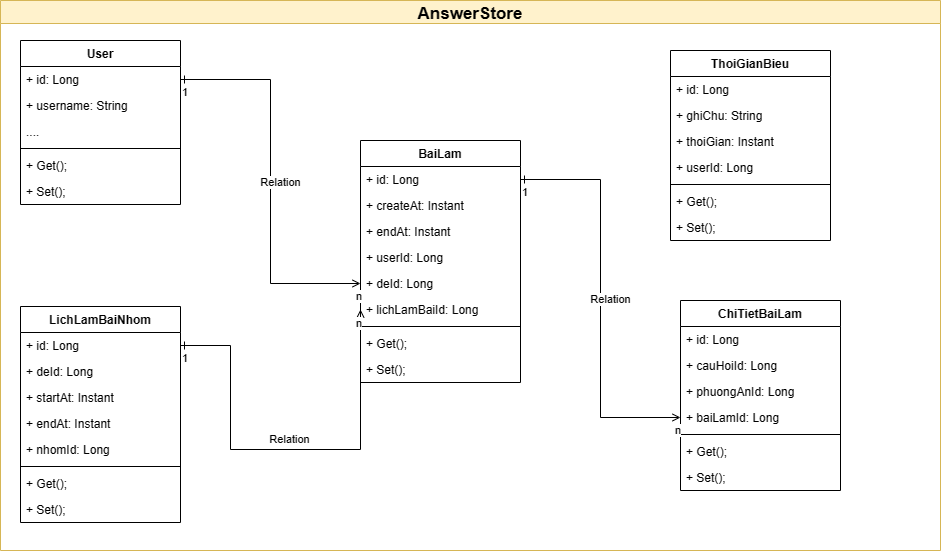 AnswerStore
User
+ id: Long
+ username: String
....
+ Get();
+ Set();
1
Relation
n
LichLamBaiNhom
+ id: Long
+ deId: Long
+ startAt: Instant
+ endAt: Instant
+ nhomId: Long
+ Get();
+ Set();
1
Relation
n
BaiLam
+ id: Long
+ createAt: Instant
+ endAt: Instant
+ userId: Long
+ deId: Long
+ lichLamBaiId: Long
+ Get();
+ Set();
1
Relation
n
ThoiGianBieu
+ id: Long
+ ghiChu: String
+ thoiGian: Instant
+ userId: Long
+ Get();
+ Set();
ChiTietBaiLam
+ id: Long
+ cauHoiId: Long
+ phuongAnId: Long
+ baiLamId: Long
+ Get();
+ Set();